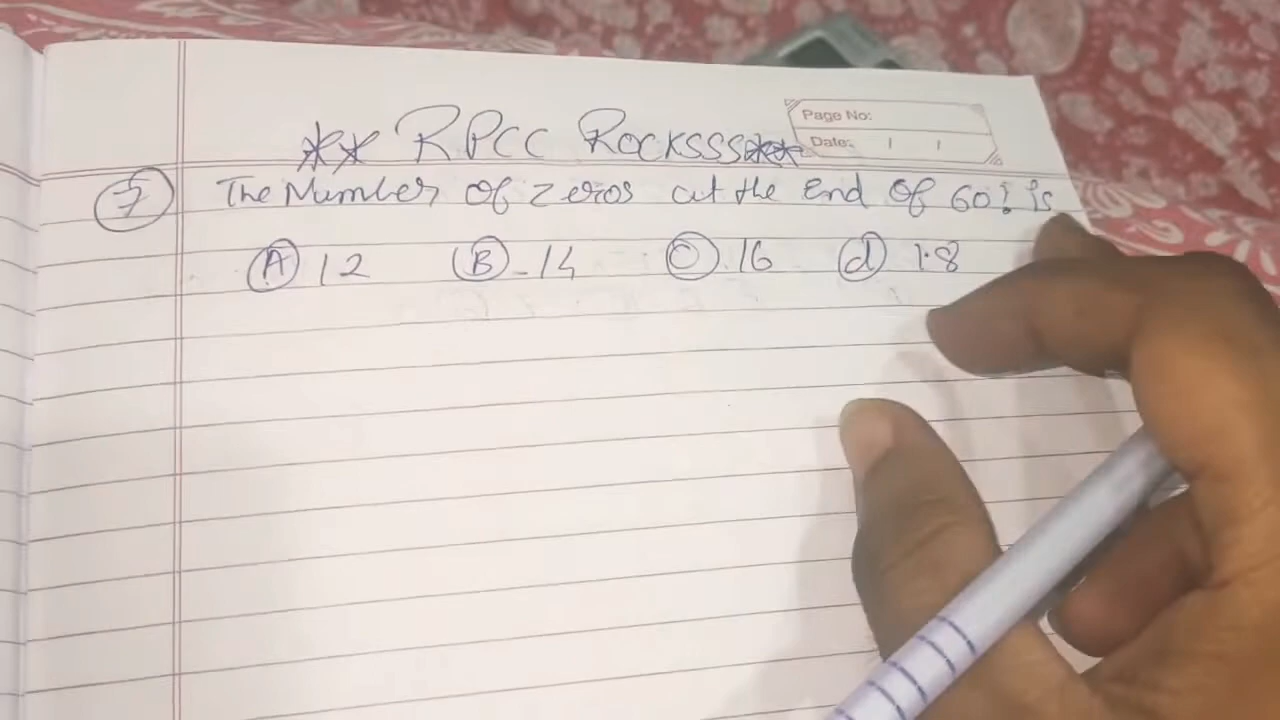 ** RPCC ROCKSSS**
Page No:
Date:
7 The Number Of Zeros at the End Of 60! is
A 12 B 14 C 16 d 18